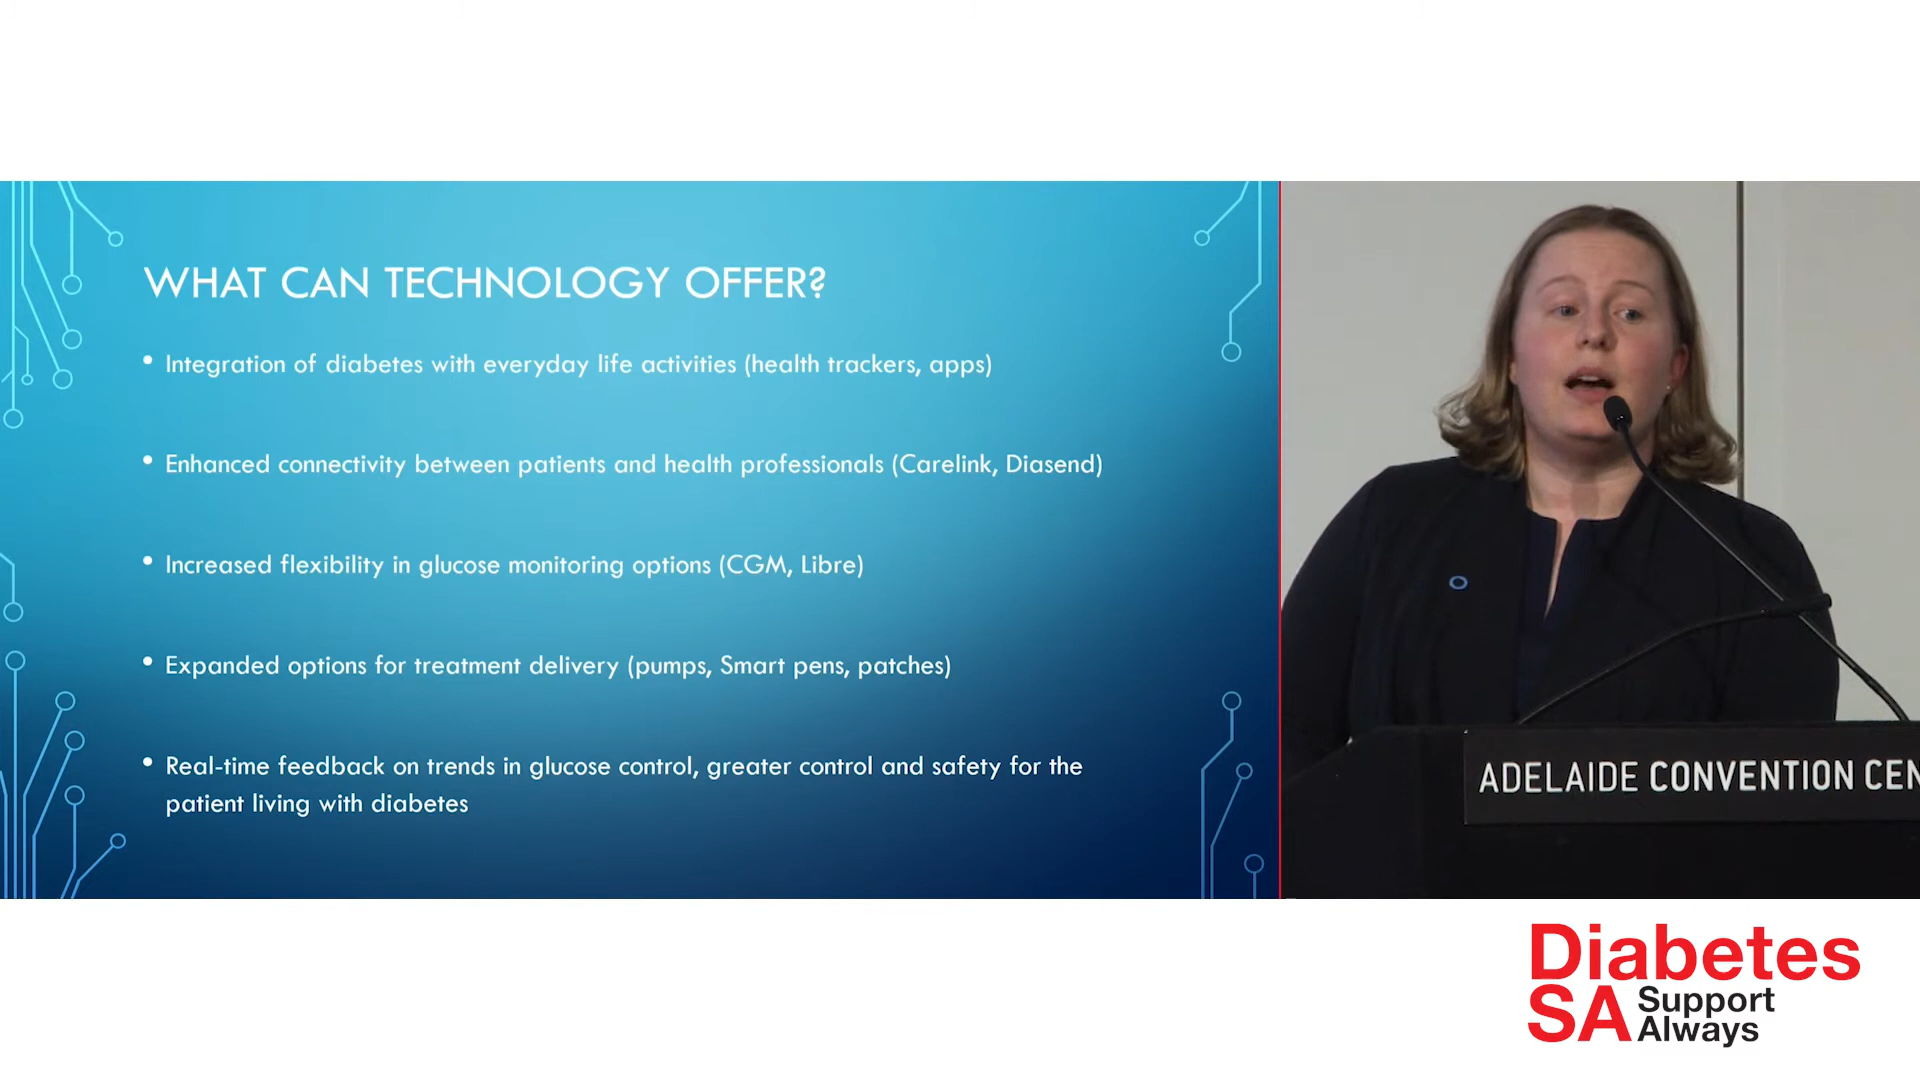 WHAT CAN TECHNOLOGY OFFER?
• Integration of diabetes with everyday life activities (health trackers, apps)
• Enhanced connectivity between patients and health professionals (Carelink, Diasend)
• Increased flexibility in glucose monitoring options (CGM, Libre)
• Expanded options for treatment delivery (pumps, Smart pens, patches)
• Real-time feedback on trends in glucose control, greater control and safety for the
patient living with diabetes
ADELAIDE CONVENTION CEN
Diabetes
SA Support
Always